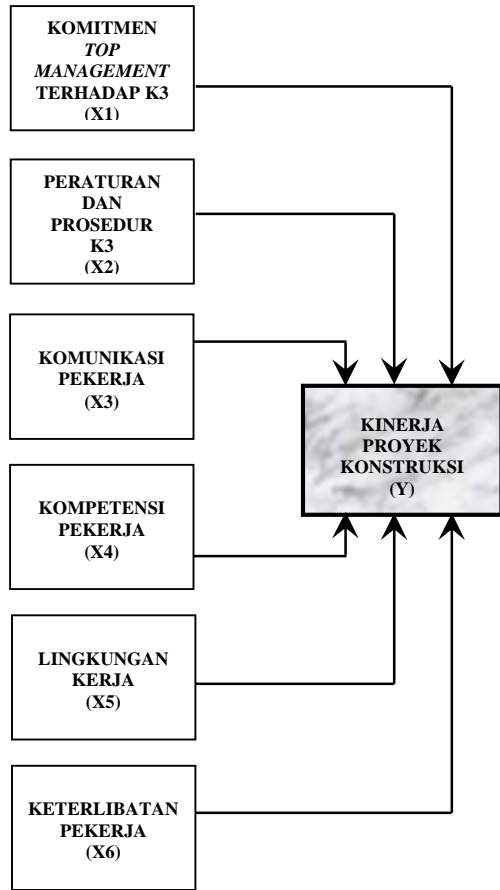 KOMITMEN
TOP
MANAGEMENT
TERHADAP K3
(X1)
PERATURAN
DAN
PROSEDUR
K3
(X2)
KOMUNIKASI
PEKERJA
(X3)
KINERJA
PROYEK
KONSTRUKSI
(Y)
KOMPETENSI
PEKERJA
(X4)
LINGKUNGAN
KERJA
(X5)
KETERLIBATAN
PEKERJA
(X6)